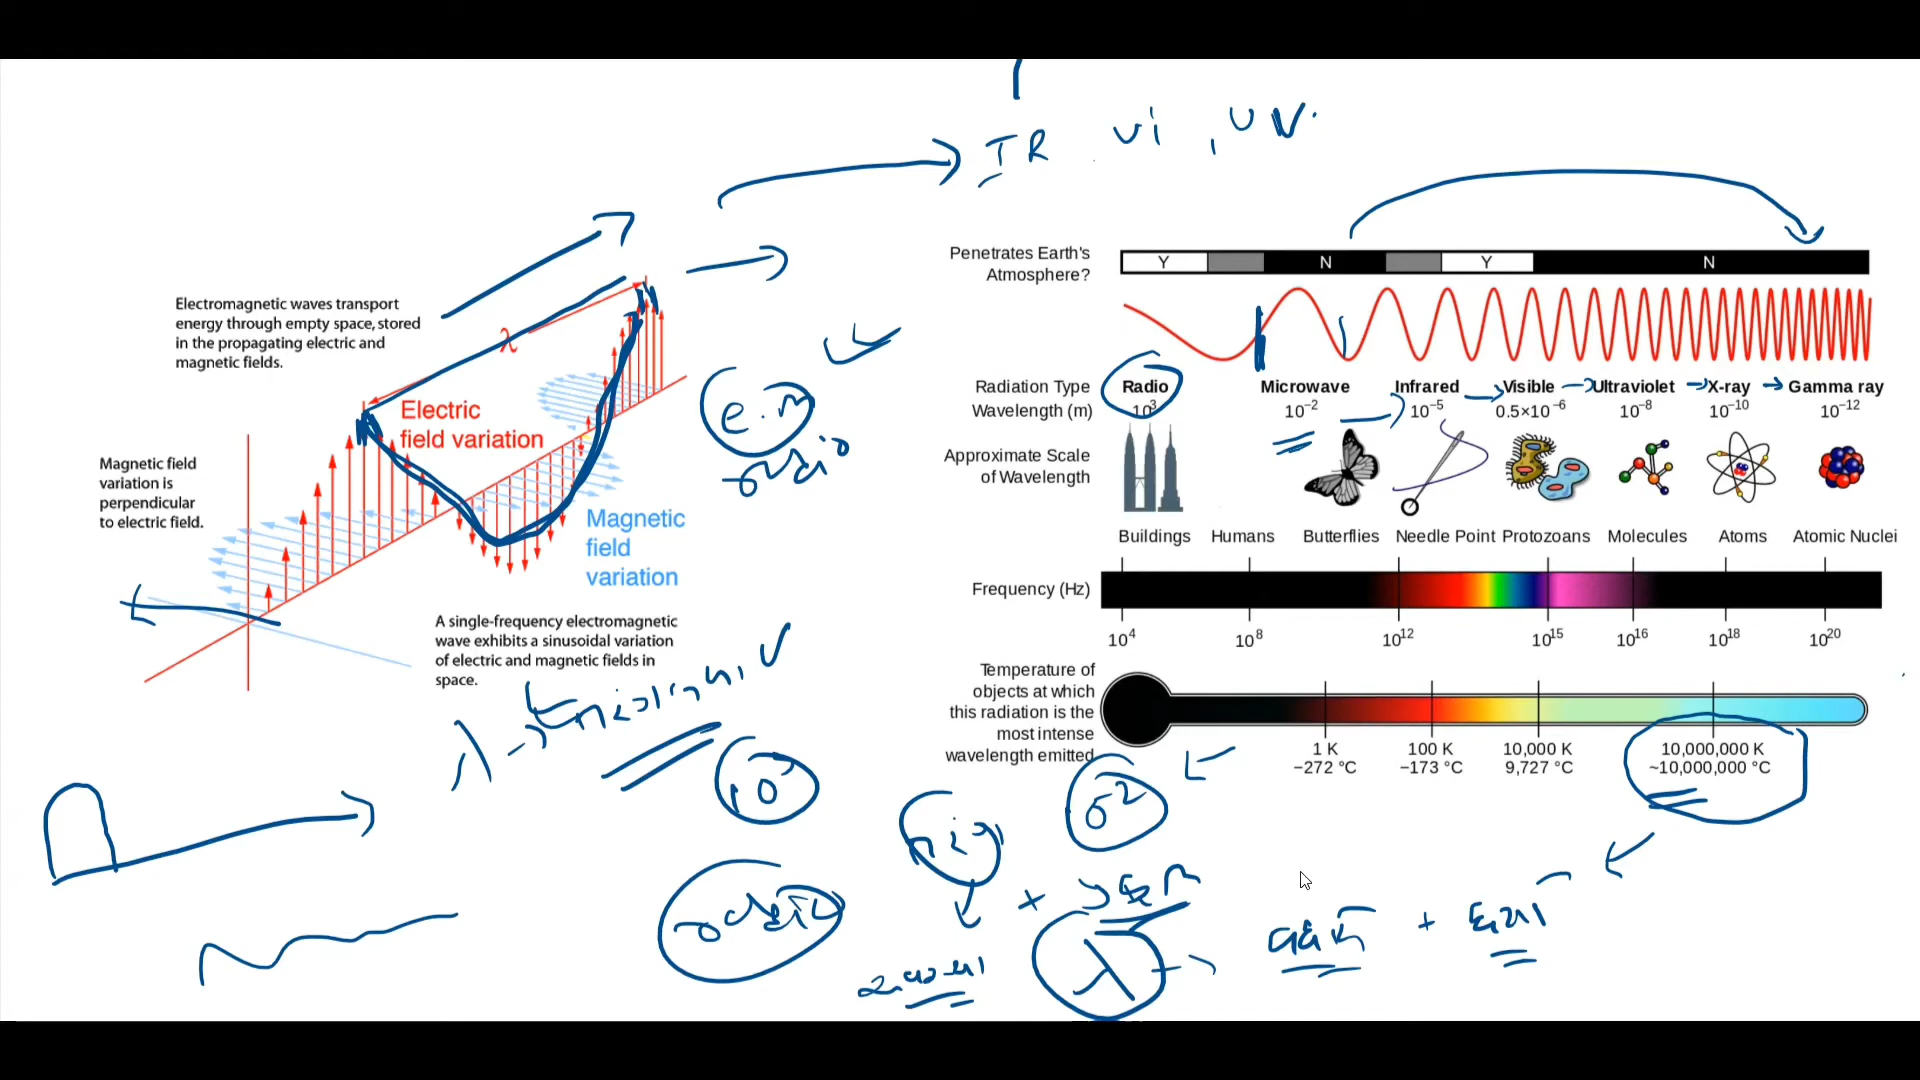 IR vi , UV.
Electromagnetic waves transport
energy through empty space, stored
in the propagating electric and
magnetic fields.
λ
Electric
field variation
Magnetic field
variation is
perpendicular
to electric field.
Magnetic
field
variation
A single-frequency electromagnetic
wave exhibits a sinusoidal variation
of electric and magnetic fields in
space.
e.m
λ
Penetrates Earth's
Atmosphere?
Y N Y N
Radiation Type
Radio Microwave Infrared Visible Ultraviolet X-ray Gamma ray
Wavelength (m)
10³ 10⁻² 10⁻⁵ 0.5×10⁻⁶ 10⁻⁸ 10⁻¹⁰ 10⁻¹²
Approximate Scale
of Wavelength
Buildings Humans Butterflies Needle Point Protozoans Molecules Atoms Atomic Nuclei
Frequency (Hz)
10⁴ 10⁸ 10¹² 10¹⁵ 10¹⁶ 10¹⁸ 10²⁰
Temperature of
objects at which
this radiation is the
most intense
wavelength emitted
1 K 100 K 10,000 K 10,000,000 K
−272 °C −173 °C 9,727 °C ~10,000,000 °C
λ